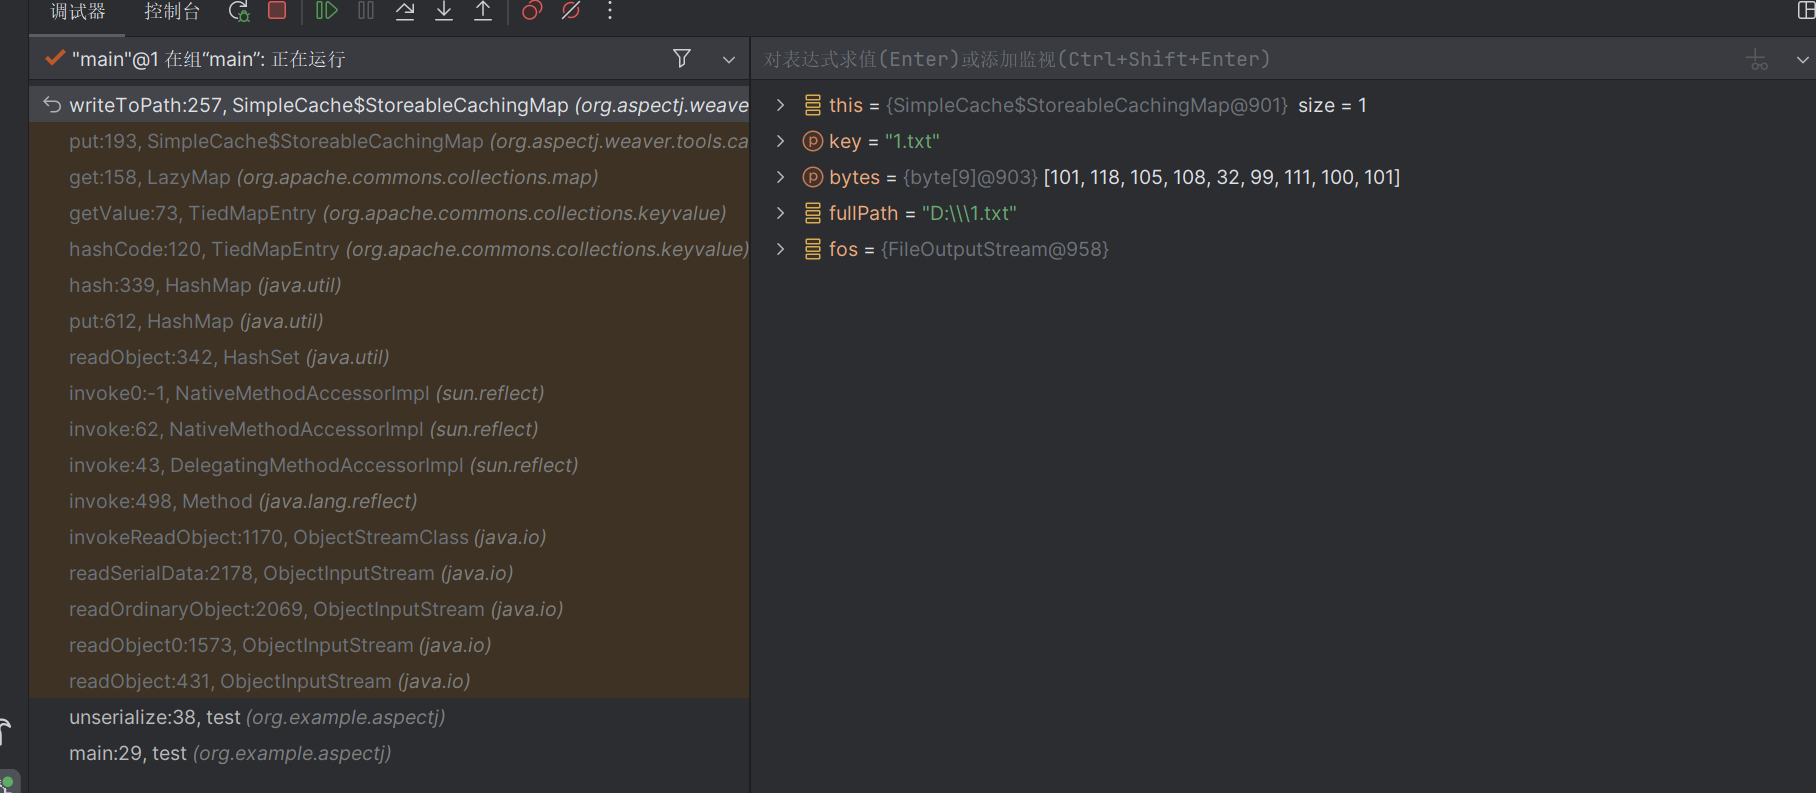 调试器 控制台
"main"@1 在组“main”: 正在运行
对表达式求值(Enter)或添加监视(Ctrl+Shift+Enter)
writeToPath:257, SimpleCache$StoreableCachingMap (org.aspectj.weave
put:193, SimpleCache$StoreableCachingMap (org.aspectj.weaver.tools.ca
get:158, LazyMap (org.apache.commons.collections.map)
getValue:73, TiedMapEntry (org.apache.commons.collections.keyvalue)
hashCode:120, TiedMapEntry (org.apache.commons.collections.keyvalue)
hash:339, HashMap (java.util)
put:612, HashMap (java.util)
readObject:342, HashSet (java.util)
invoke0:-1, NativeMethodAccessorImpl (sun.reflect)
invoke:62, NativeMethodAccessorImpl (sun.reflect)
invoke:43, DelegatingMethodAccessorImpl (sun.reflect)
invoke:498, Method (java.lang.reflect)
invokeReadObject:1170, ObjectStreamClass (java.io)
readSerialData:2178, ObjectInputStream (java.io)
readOrdinaryObject:2069, ObjectInputStream (java.io)
readObject0:1573, ObjectInputStream (java.io)
readObject:431, ObjectInputStream (java.io)
unserialize:38, test (org.example.aspectj)
main:29, test (org.example.aspectj)
this = {SimpleCache$StoreableCachingMap@901} size = 1
key = "1.txt"
bytes = {byte[9]@903} [101, 118, 105, 108, 32, 99, 111, 100, 101]
fullPath = "D:\\\1.txt"
fos = {FileOutputStream@958}